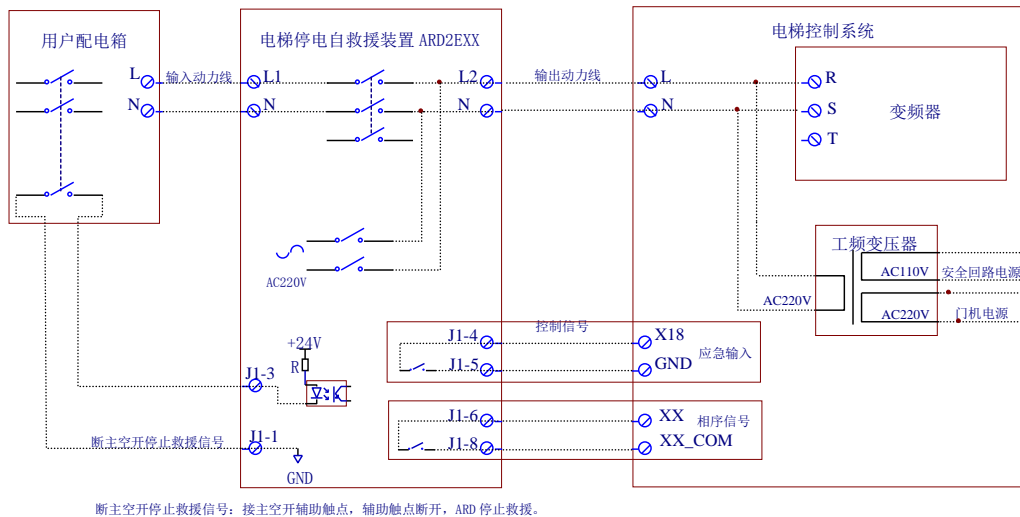 用户配电箱
电梯停电自救援装置 ARD2EXX
电梯控制系统
L
输入动力线
L1
L2
输出动力线
L
R
N
N
N
N
S
变频器
T
工频变压器
AC220V
AC110V
安全回路电源
AC220V
AC220V
门机电源
控制信号
J1-4
X18
+24V
应急输入
R
J1-5
GND
J1-3
J1-6
XX
相序信号
断主空开停止救援信号
J1-1
J1-8
XX_COM
GND
断主空开停止救援信号：接主空开辅助触点，辅助触点断开，ARD 停止救援。